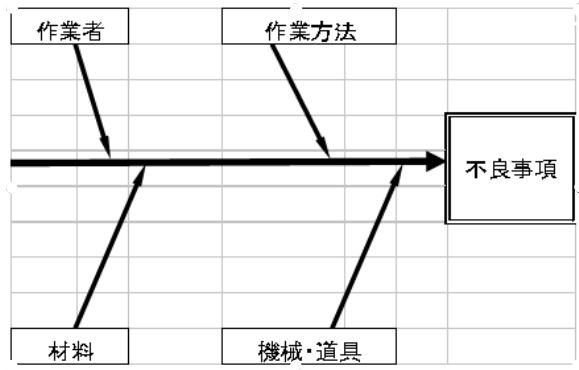 作業者
作業方法
不良事項
材料
機械・道具